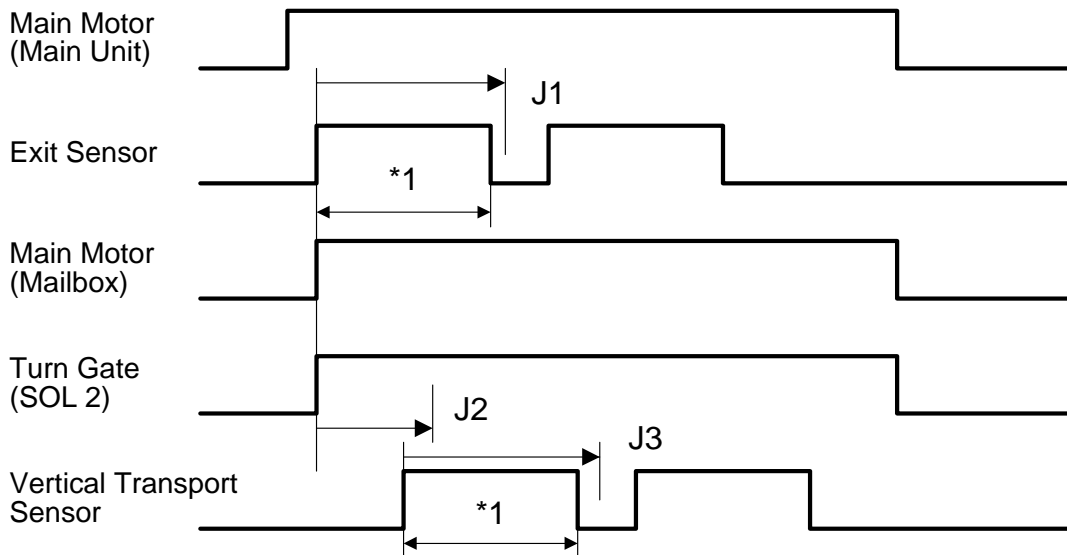 Main Motor
(Main Unit)
J1
Exit Sensor
*1
Main Motor
(Mailbox)
Turn Gate
(SOL 2)
J2
J3
Vertical Transport
Sensor
*1